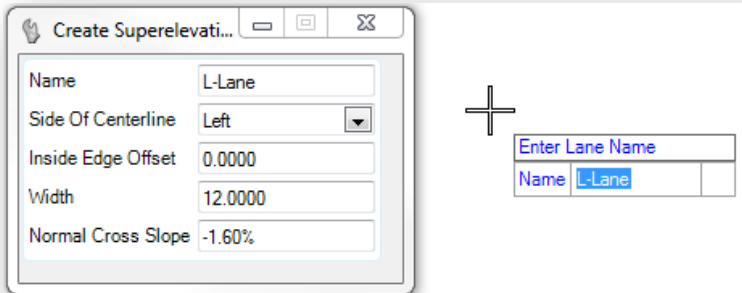 Create Superelevati...
Name L-Lane
Side Of Centerline Left
Inside Edge Offset 0.0000
Width 12.0000
Normal Cross Slope -1.60%
Enter Lane Name
Name L-Lane